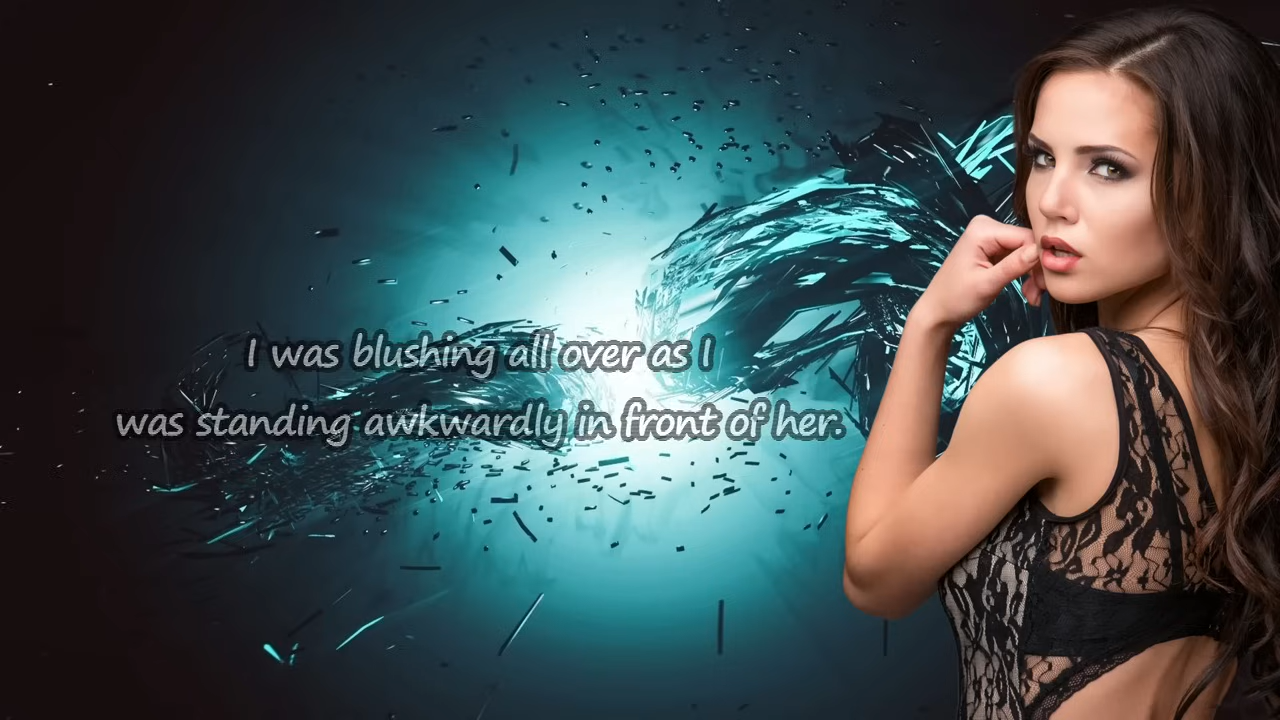 I was blushing all over as I
was standing awkwardly in front of her.